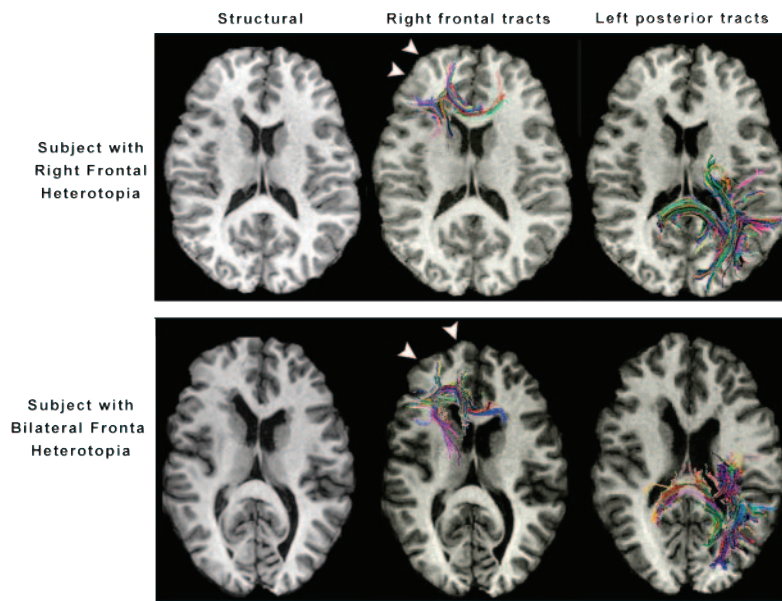 Structural
Right frontal tracts
Left posterior tracts
Subject with
Right Frontal
Heterotopia
Subject with
Bilateral Fronta
Heterotopia